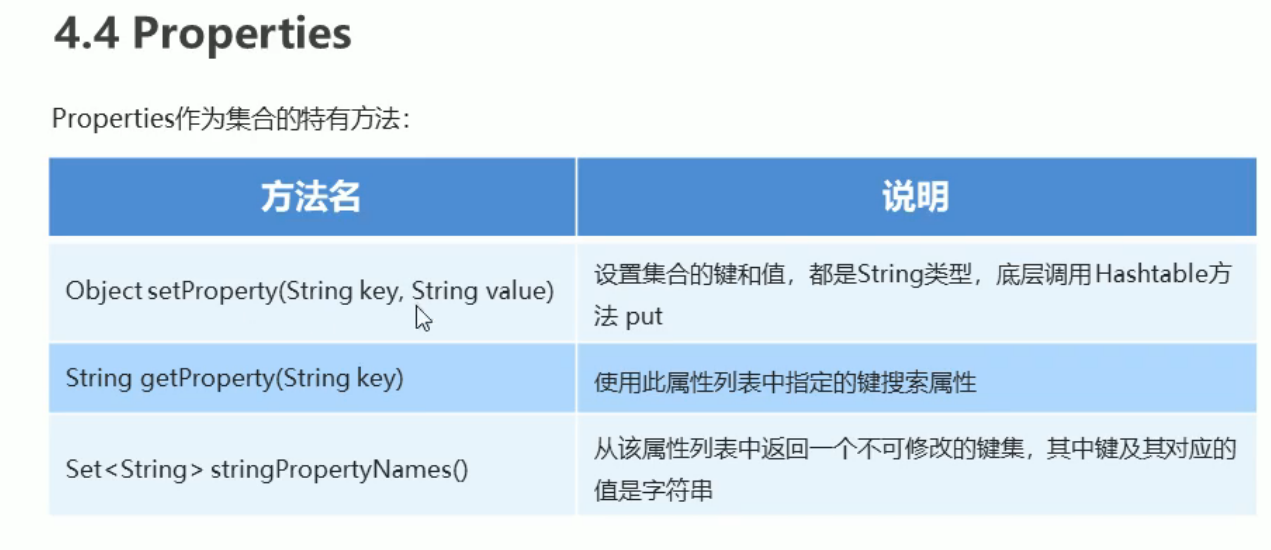 4.4 Properties
Properties作为集合的特有方法：
方法名
说明
Object setProperty(String key, String value)
设置集合的键和值，都是String类型，底层调用Hashtable方
法 put
String getProperty(String key)
使用此属性列表中指定的键搜索属性
Set<String> stringPropertyNames()
从该属性列表中返回一个不可修改的键集，其中键及其对应的
值是字符串